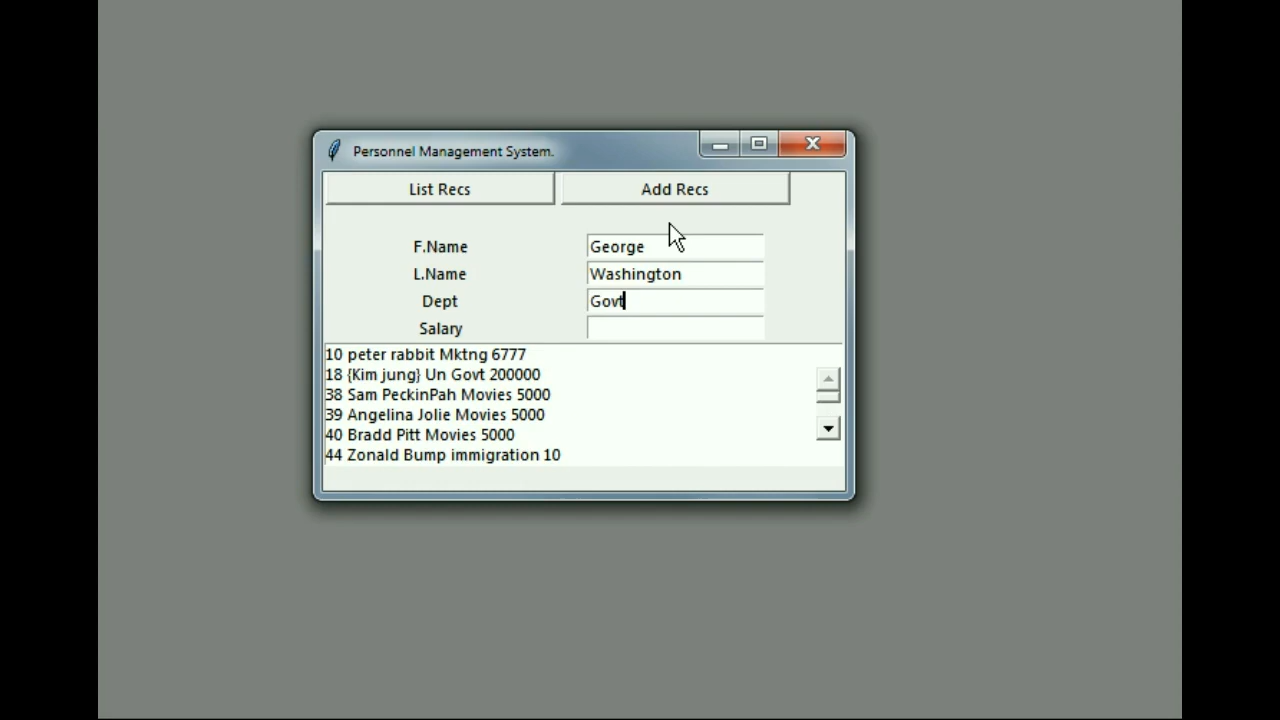 Personnel Management System.
List Recs Add Recs
F.Name George
L.Name Washington
Dept Govt
Salary
10 peter rabbit Mktng 6777
18 {Kim jung} Un Govt 200000
38 Sam PeckinPah Movies 5000
39 Angelina Jolie Movies 5000
40 Bradd Pitt Movies 5000
44 Zonald Bump immigration 10